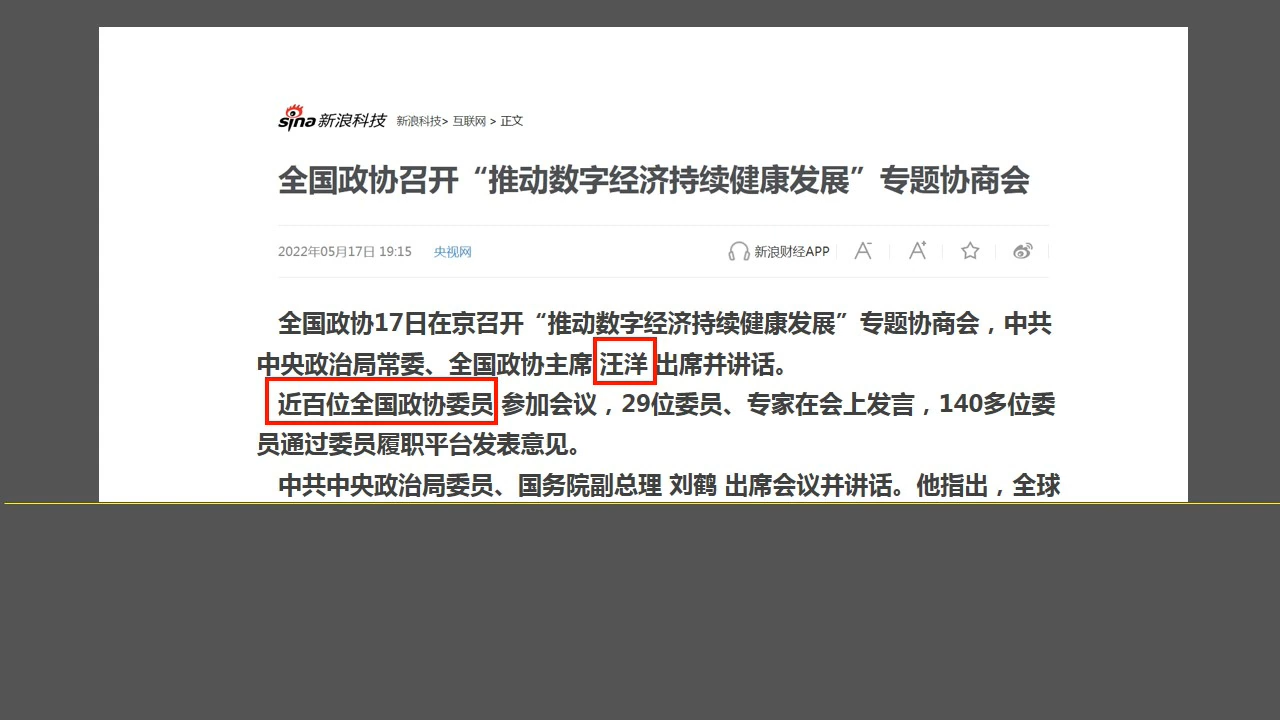 sina新浪科技 新浪科技> 互联网 > 正文
全国政协召开“推动数字经济持续健康发展”专题协商会
2022年05月17日 19:15 央视网 新浪财经APP A- A+
全国政协17日在京召开“推动数字经济持续健康发展”专题协商会，中共
中央政治局常委、全国政协主席 汪洋 出席并讲话。
近百位全国政协委员 参加会议，29位委员、专家在会上发言，140多位委
员通过委员履职平台发表意见。
中共中央政治局委员、国务院副总理 刘鹤 出席会议并讲话。他指出，全球